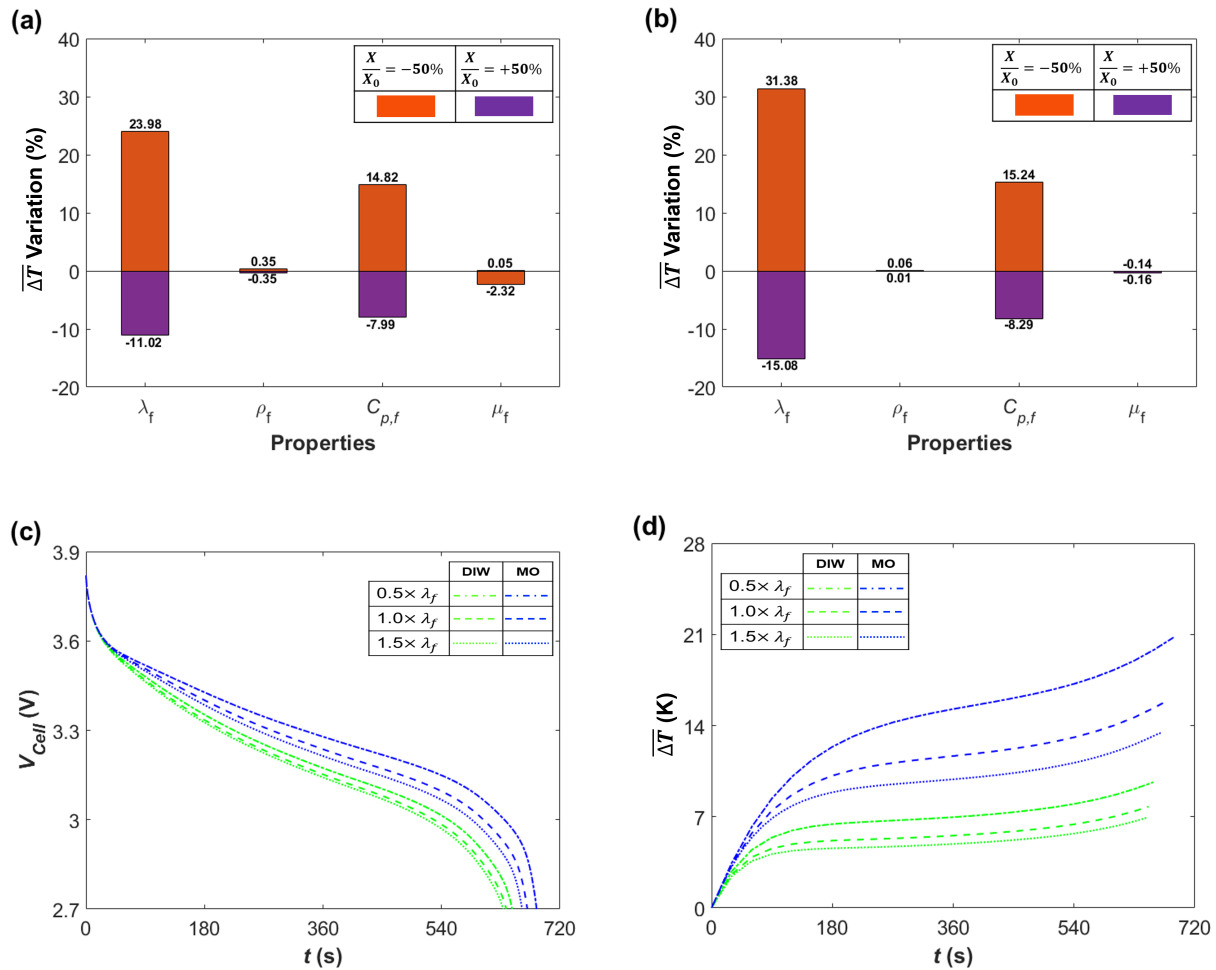 (a)
40
30
20
10
0
-10
-20
ΔT Variation (%)
X/X₀ = −50% X/X₀ = +50%
23.98
-11.02
0.35
-0.35
14.82
-7.99
0.05
-2.32
λf ρf Cp,f μf
Properties
(b)
40
30
20
10
0
-10
-20
ΔT Variation (%)
X/X₀ = −50% X/X₀ = +50%
31.38
-15.08
0.06
0.01
15.24
-8.29
-0.14
-0.16
λf ρf Cp,f μf
Properties
(c)
3.9
3.6
3.3
3
2.7
VCell (V)
DIW MO
0.5× λf
1.0× λf
1.5× λf
0 180 360 540 720
t (s)
(d)
28
21
14
7
0
ΔT (K)
DIW MO
0.5× λf
1.0× λf
1.5× λf
0 180 360 540 720
t (s)